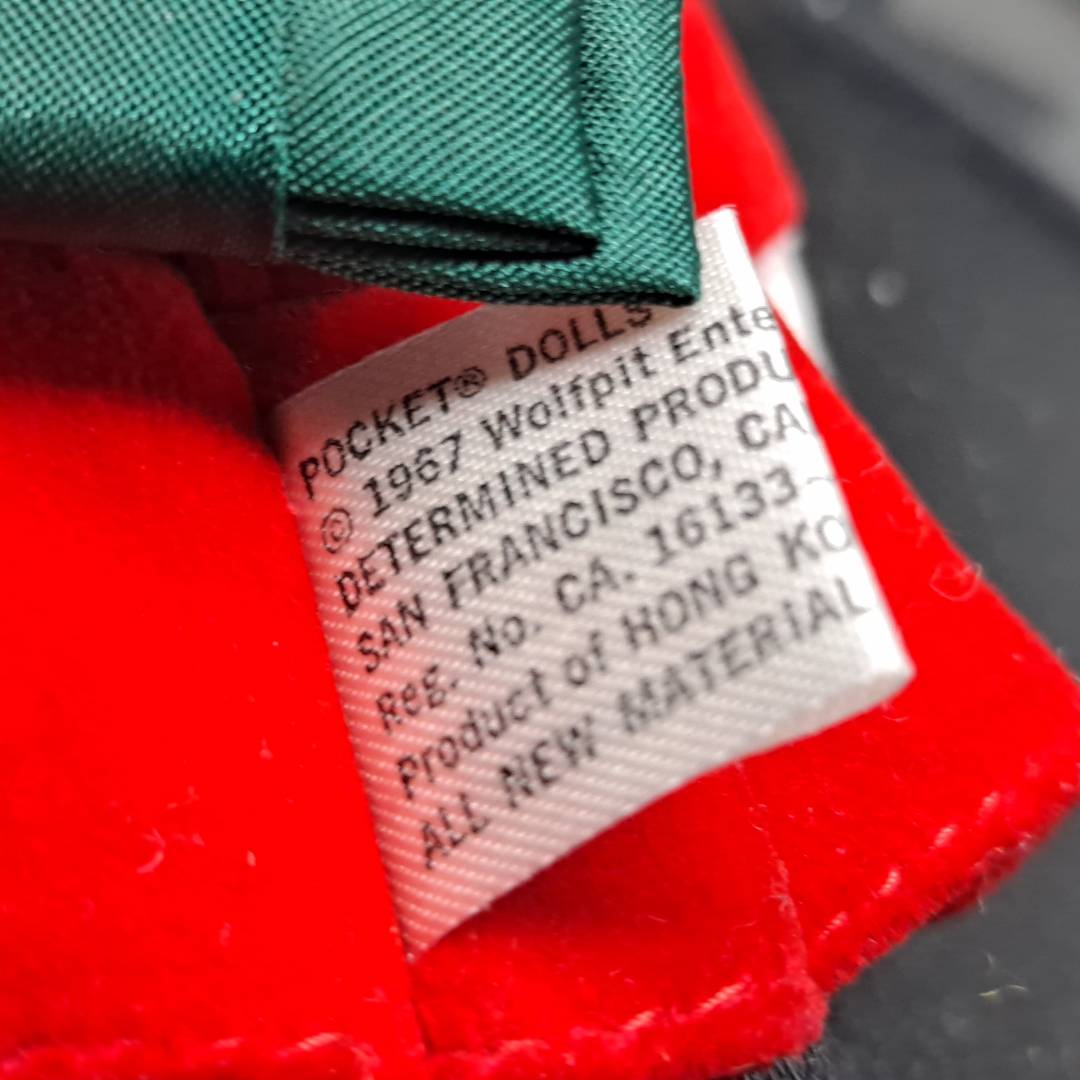 POCKET® DOLLS
© 1967 Wolfpit Ente
DETERMINED PRODU
SAN FRANCISCO, CA
Reg. No. CA. 16133
Product of HONG KO
ALL NEW MATERIAL